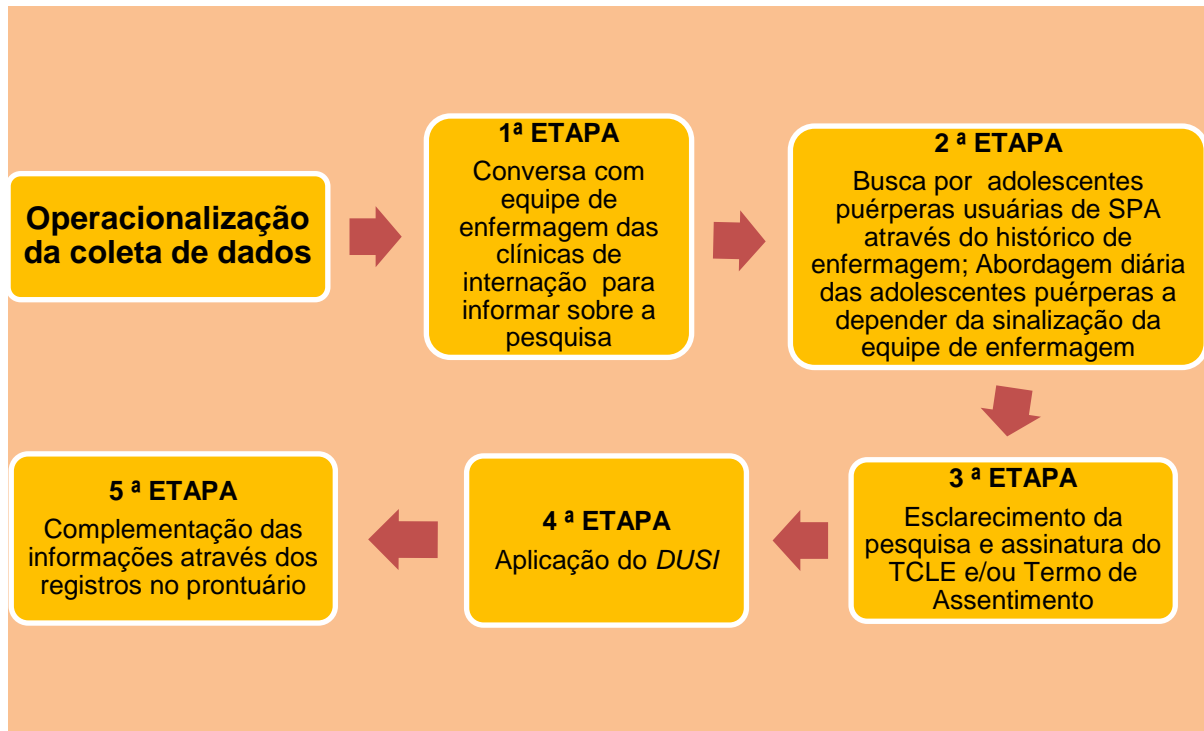 Operacionalização
da coleta de dados
1ª ETAPA
Conversa com
equipe de
enfermagem das
clínicas de
internação para
informar sobre a
pesquisa
2 ª ETAPA
Busca por adolescentes
puérperas usuárias de SPA
através do histórico de
enfermagem; Abordagem diária
das adolescentes puérperas a
depender da sinalização da
equipe de enfermagem
3 ª ETAPA
Esclarecimento da
pesquisa e assinatura do
TCLE e/ou Termo de
Assentimento
4 ª ETAPA
Aplicação do DUSI
5 ª ETAPA
Complementação das
informações através dos
registros no prontuário